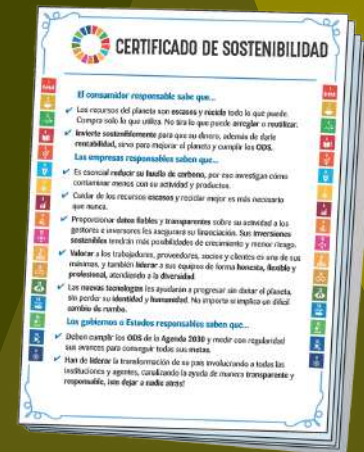 CERTIFICADO DE SOSTENIBILIDAD
El consumidor responsable sabe que...
✓ Los recursos del planeta son escasos y recicla todo lo que puede.
Compra solo lo que utiliza. No tira lo que puede arreglar o reutilizar.
✓ Invierte sosteniblemente para que su dinero, además de darle
rentabilidad, sirva para mejorar el planeta y cumplir los ODS.
Las empresas responsables saben que...
✓ Es esencial reducir su huella de carbono, por eso investigan cómo
contaminar menos con su actividad y productos.
✓ Cuidar de los recursos escasos y reciclar mejor es más necesario
que nunca.
✓ Proporcionar datos fiables y transparentes sobre su actividad a los
gestores e inversores les asegurará su financiación. Sus inversiones
sostenibles tendrán más posibilidades de crecimiento y menor riesgo.
✓ Valorar a los trabajadores, proveedores, socios y clientes es una de sus
máximas, y también liderar a sus equipos de forma honesta, flexible y
profesional, atendiendo a la diversidad.
✓ Las nuevas tecnologías les ayudarán a progresar sin dañar el planeta,
sin perder su identidad y humanidad. No importa si implica un difícil
cambio de rumbo.
Los gobiernos o Estados responsables saben que...
✓ Deben cumplir los ODS de la Agenda 2030 y medir con regularidad
sus avances para conseguir todas sus metas.
✓ Han de liderar la transformación de su país involucrando a todas las
instituciones y agentes, canalizando la ayuda de manera transparente y
responsable, ¡sin dejar a nadie atrás!